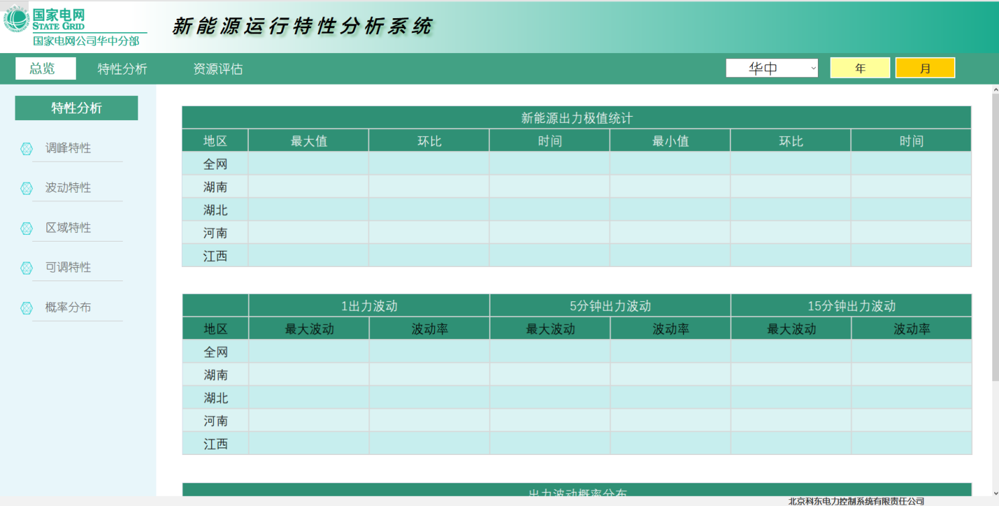 国家电网
STATE GRID
国家电网公司华中分部
新能源运行特性分析系统
总览 特性分析 资源评估 华中 年 月
特性分析
调峰特性
波动特性
区域特性
可调特性
概率分布
新能源出力极值统计
地区 最大值 环比 时间 最小值 环比 时间
全网
湖南
湖北
河南
江西
1出力波动 5分钟出力波动 15分钟出力波动
地区 最大波动 波动率 最大波动 波动率 最大波动 波动率
全网
湖南
湖北
河南
江西
出力波动概率分布
北京科东电力控制系统有限责任公司